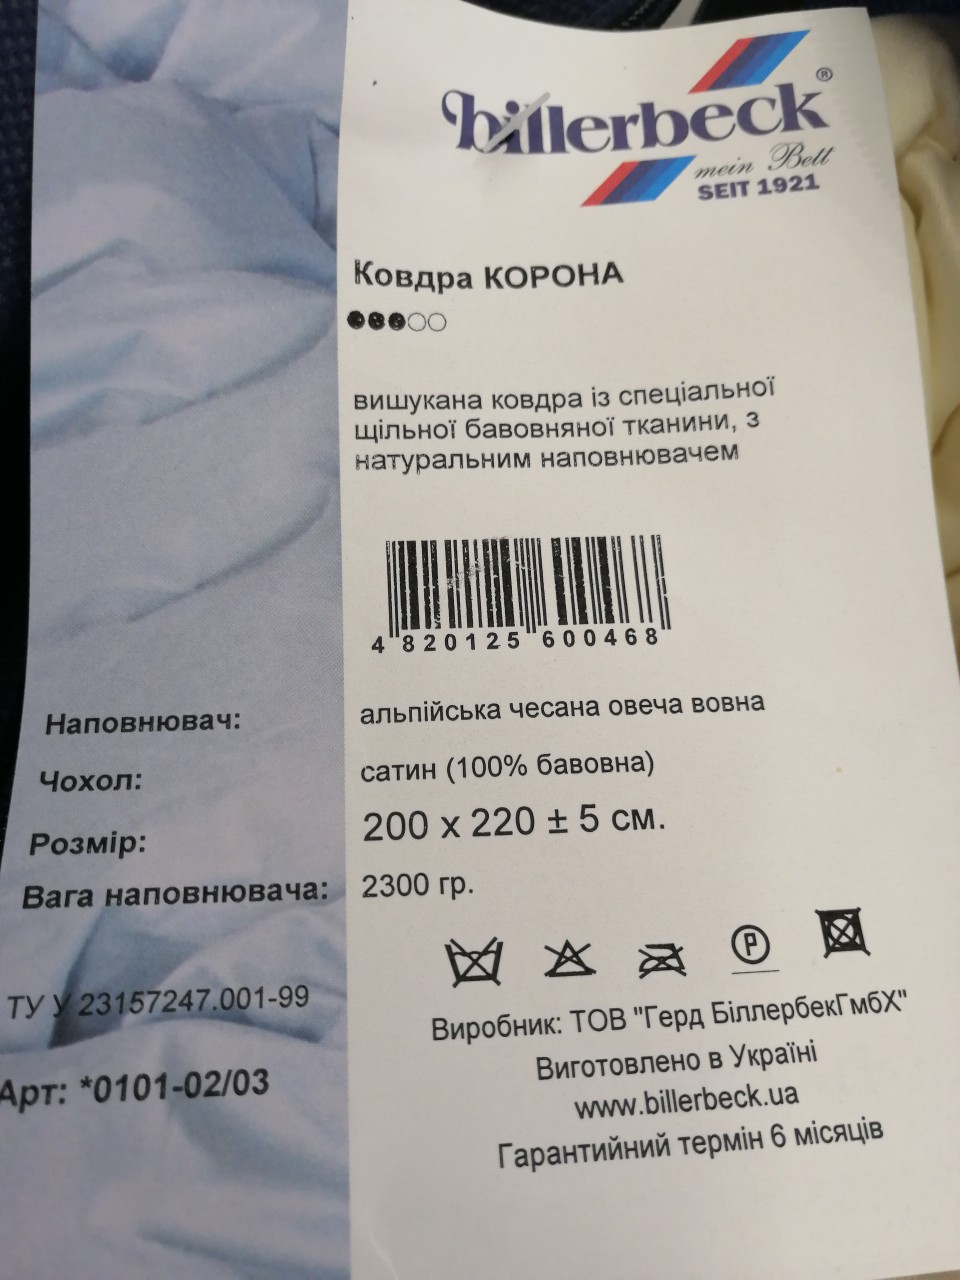 billerbeck®
mein Bett
SEIT 1921
Ковдра КОРОНА
вишукана ковдра із спеціальної
щільної бавовняної тканини, з
натуральним наповнювачем
4 820125 600468
Наповнювач: альпійська чесана овеча вовна
Чохол: сатин (100% бавовна)
Розмір: 200 x 220 ± 5 см.
Вага наповнювача: 2300 гр.
P
ТУ У 23157247.001-99
Виробник: ТОВ "Герд БіллербекГмбХ"
Виготовлено в Україні
Арт: *0101-02/03
www.billerbeck.ua
Гарантийний термін 6 місяців